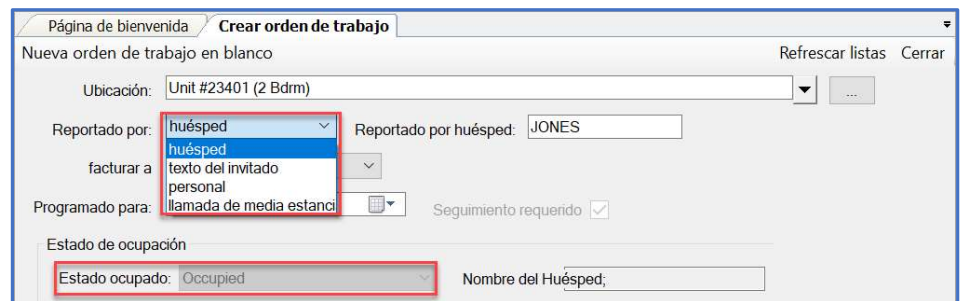 Página de bienvenida Crear orden de trabajo
Nueva orden de trabajo en blanco Refrescar listas Cerrar
Ubicación: Unit #23401 (2 Bdrm) ...
Reportado por: huésped Reportado por huésped: JONES
huésped
facturar a texto del invitado
personal
Programado para: llamada de media estanci Seguimiento requerido
Estado de ocupación
Estado ocupado: Occupied Nombre del Huésped;